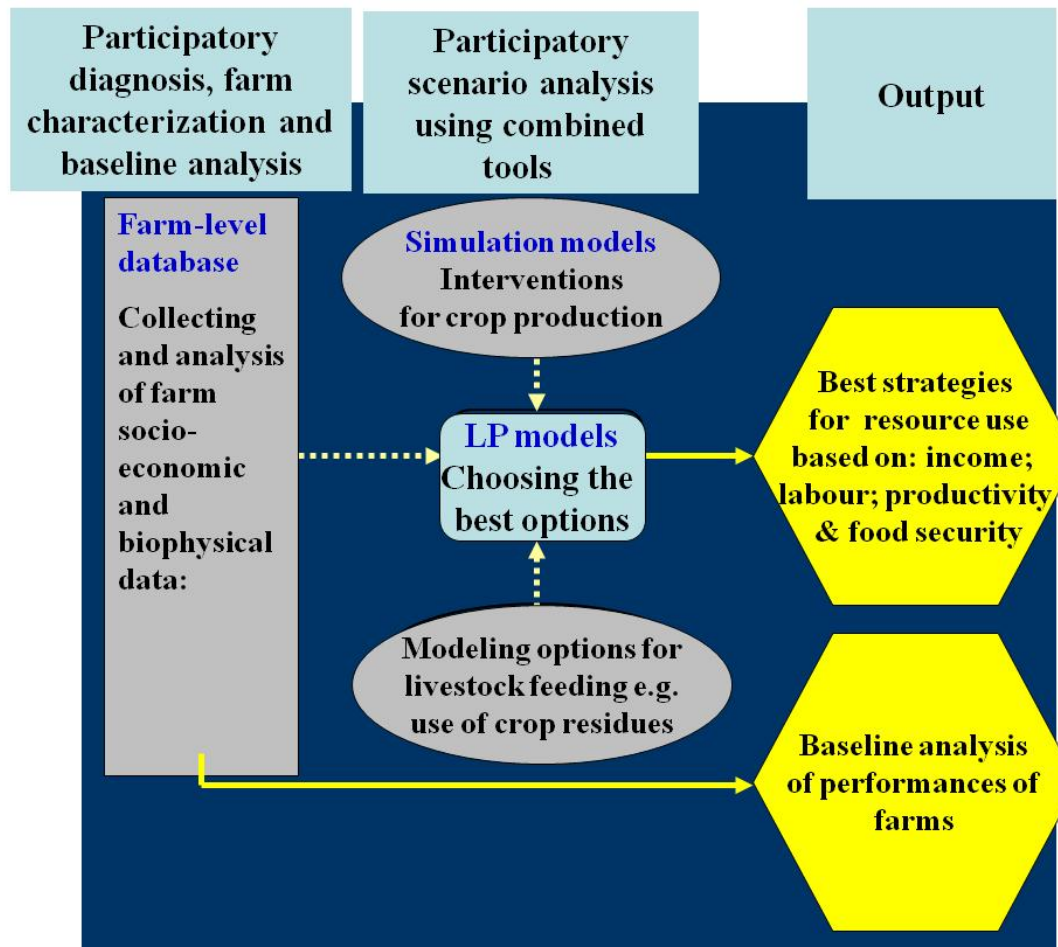 Participatory
diagnosis, farm
characterization and
baseline analysis
Participatory
scenario analysis
using combined
tools
Output
Farm-level
database
Collecting
and analysis
of farm
socio-
economic
and
biophysical
data:
Simulation models
Interventions
for crop production
LP models
Choosing the
best options
Modeling options for
livestock feeding e.g.
use of crop residues
Best strategies
for resource use
based on: income;
labour; productivity
& food security
Baseline analysis
of performances of
farms